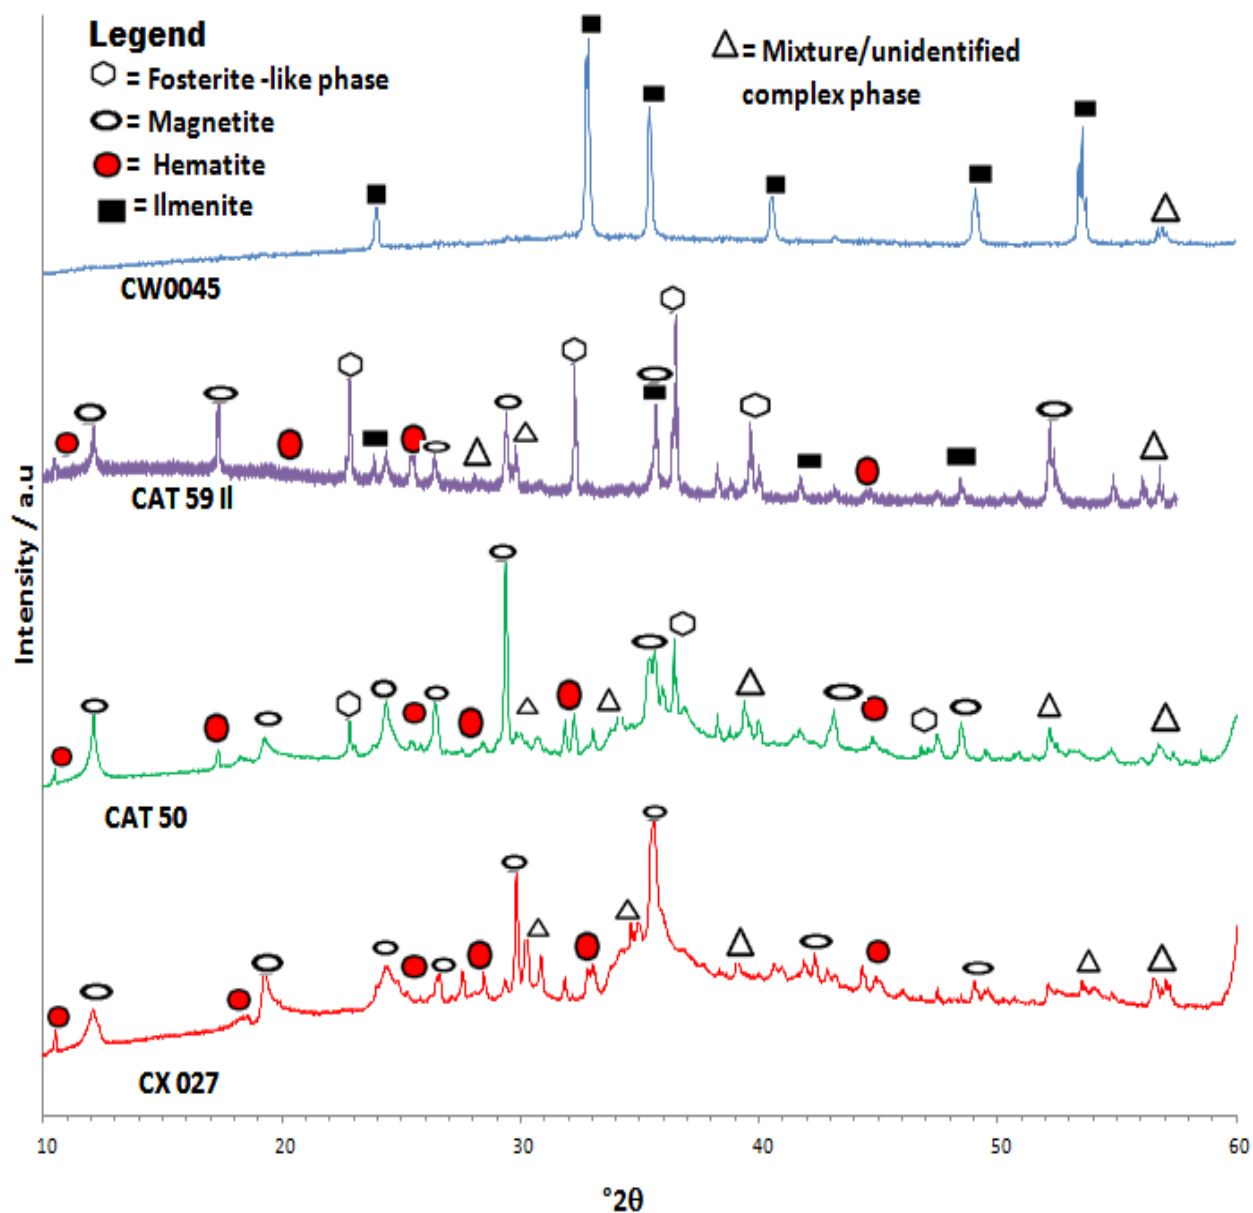 Legend
= Fosterite -like phase
= Magnetite
= Hematite
= Ilmenite
= Mixture/unidentified
complex phase
CW0045
CAT 59 Il
CAT 50
CX 027
Intensity / a.u
10 20 30 40 50 60
°2θ